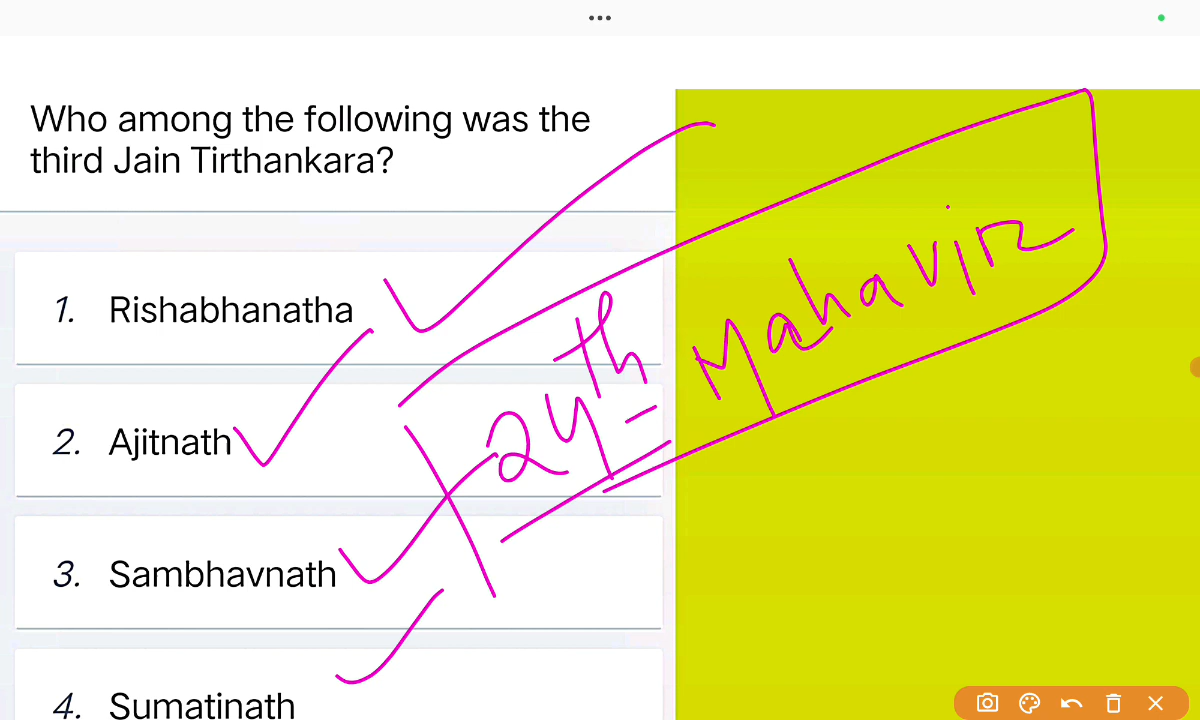 Who among the following was the
third Jain Tirthankara?
1. Rishabhanatha
2. Ajitnath
3. Sambhavnath
4. Sumatinath
24th = Mahavir